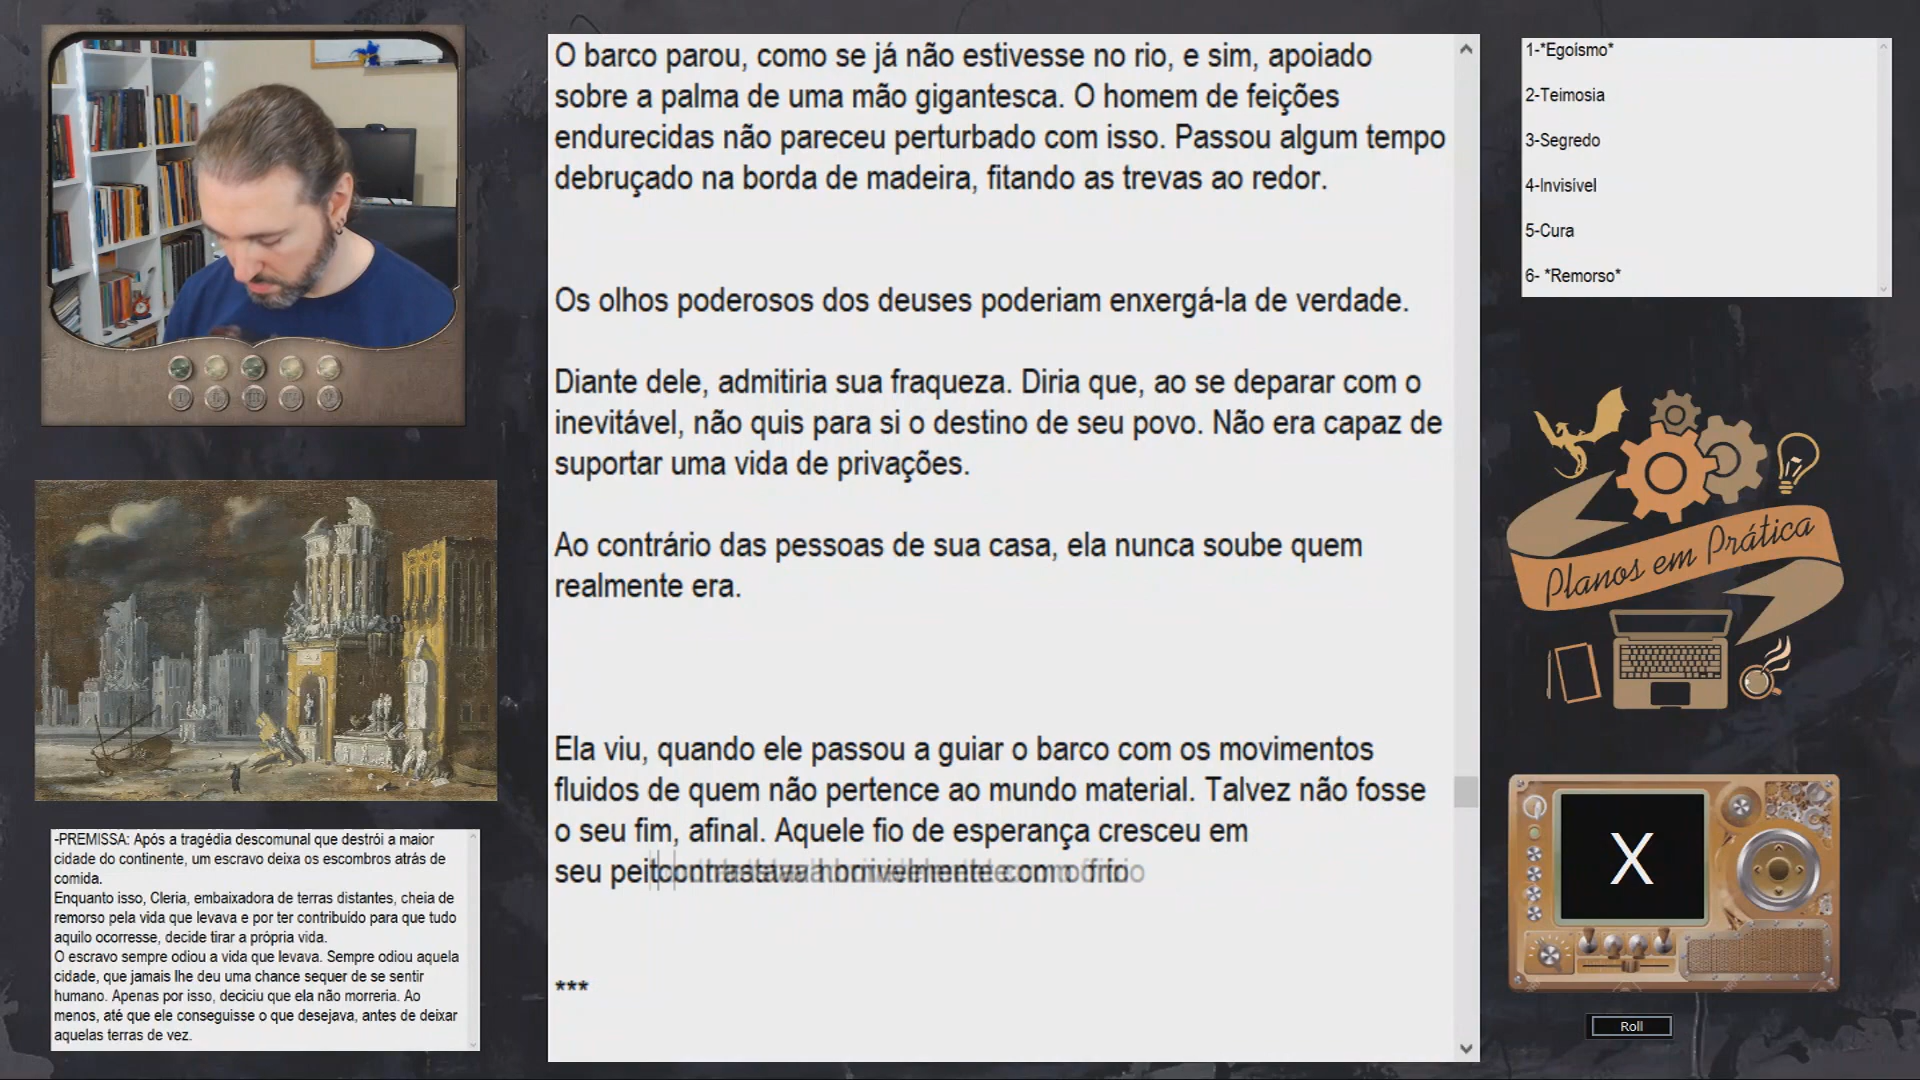 O barco parou, como se já não estivesse no rio, e sim, apoiado
sobre a palma de uma mão gigantesca. O homem de feições
endurecidas não pareceu perturbado com isso. Passou algum tempo
debruçado na borda de madeira, fitando as trevas ao redor.
Os olhos poderosos dos deuses poderiam enxergá-la de verdade.
Diante dele, admitiria sua fraqueza. Diria que, ao se deparar com o
inevitável, não quis para si o destino de seu povo. Não era capaz de
suportar uma vida de privações.
Ao contrário das pessoas de sua casa, ela nunca soube quem
realmente era.
Ela viu, quando ele passou a guiar o barco com os movimentos
fluidos de quem não pertence ao mundo material. Talvez não fosse
o seu fim, afinal. Aquele fio de esperança cresceu em
seu
***
1-*Egoísmo*
2-Teimosia
3-Segredo
4-Invisível
5-Cura
6- *Remorso*
Planos em Prática
X
Roll
-PREMISSA: Após a tragédia descomunal que destrói a maior
cidade do continente, um escravo deixa os escombros atrás de
comida.
Enquanto isso, Cleria, embaixadora de terras distantes, cheia de
remorso pela vida que levava e por ter contribuído para que tudo
aquilo ocorresse, decide tirar a própria vida.
O escravo sempre odiou a vida que levava. Sempre odiou aquela
cidade, que jamais lhe deu uma chance sequer de se sentir
humano. Apenas por isso, deciciu que ela não morreria. Ao
menos, até que ele conseguisse o que desejava, antes de deixar
aquelas terras de vez.